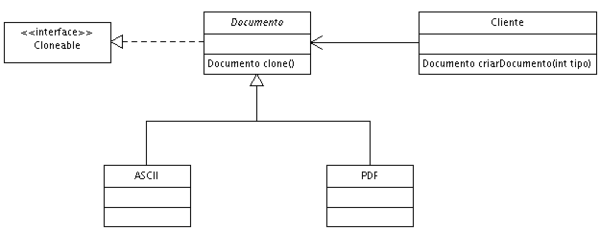 <<interface>>
Cloneable
Documento
Documento clone()
Cliente
Documento criarDocumento(int tipo)
ASCII
PDF